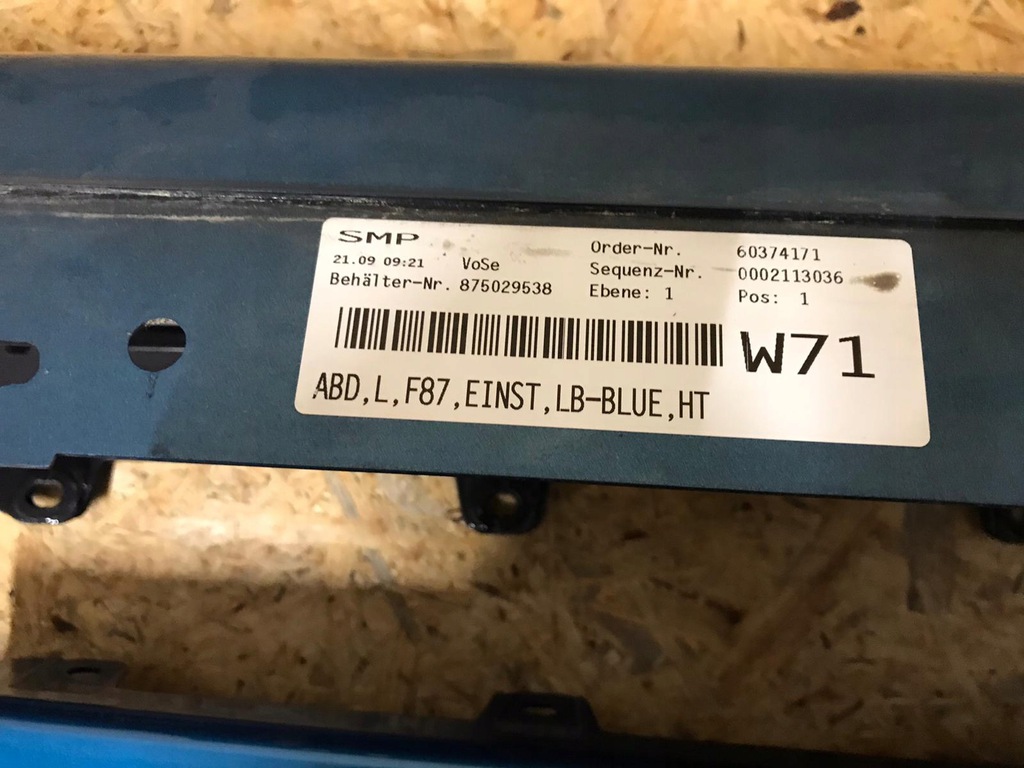 SMP
21.09 09:21 VoSe
Behälter-Nr. 875029538
Order-Nr. 60374171
Sequenz-Nr. 0002113036
Ebene: 1 Pos: 1
W71
ABD,L,F87,EINST,LB-BLUE,HT